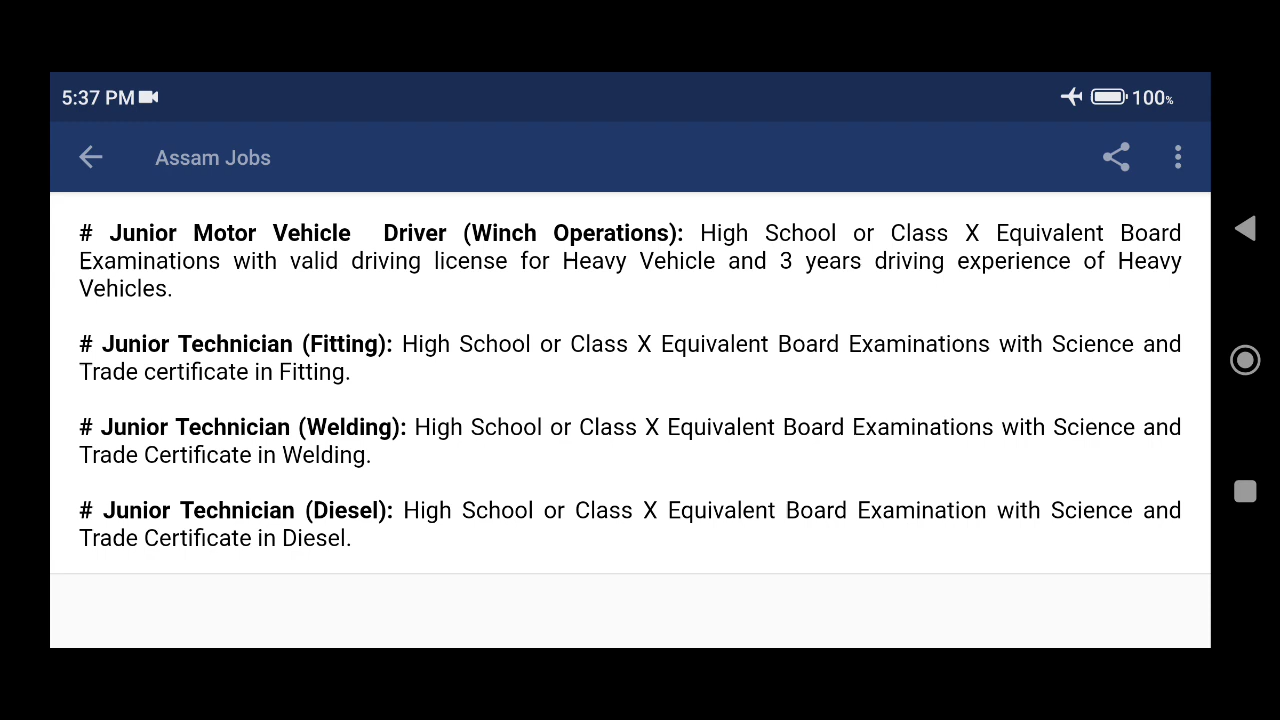 5:37 PM
100%
Assam Jobs
# Junior Motor Vehicle Driver (Winch Operations): High School or Class X Equivalent Board
Examinations with valid driving license for Heavy Vehicle and 3 years driving experience of Heavy
Vehicles.
# Junior Technician (Fitting): High School or Class X Equivalent Board Examinations with Science and
Trade certificate in Fitting.
# Junior Technician (Welding): High School or Class X Equivalent Board Examinations with Science and
Trade Certificate in Welding.
# Junior Technician (Diesel): High School or Class X Equivalent Board Examination with Science and
Trade Certificate in Diesel.